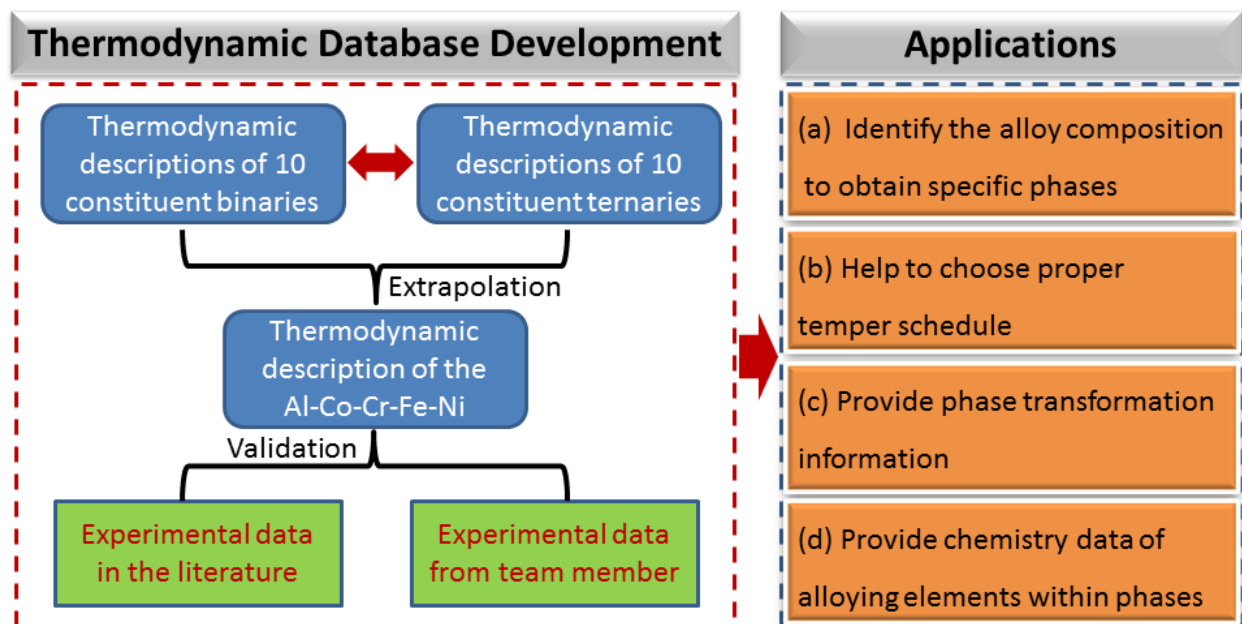 Thermodynamic Database Development
Thermodynamic
descriptions of 10
constituent binaries
Thermodynamic
descriptions of 10
constituent ternaries
Extrapolation
Thermodynamic
description of the
Al-Co-Cr-Fe-Ni
Validation
Experimental data
in the literature
Experimental data
from team member
Applications
(a) Identify the alloy composition
to obtain specific phases
(b) Help to choose proper
temper schedule
(c) Provide phase transformation
information
(d) Provide chemistry data of
alloying elements within phases